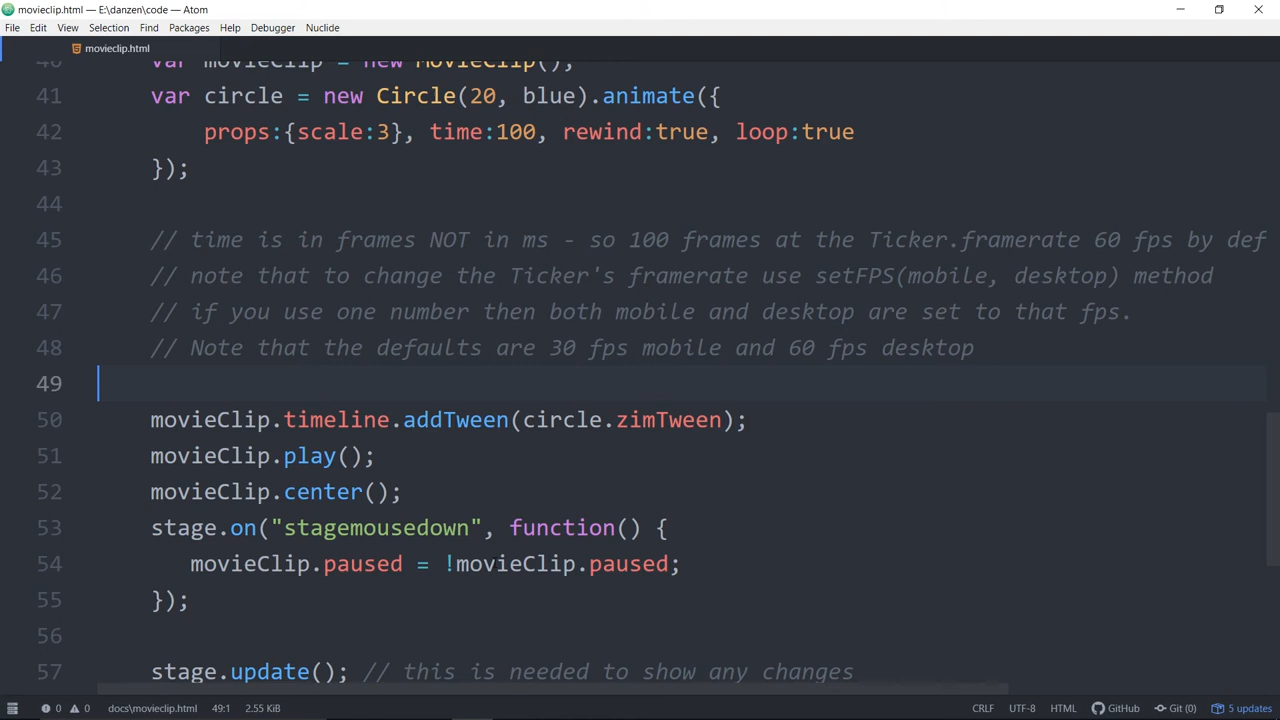 movieclip.html — E:\danzen\code — Atom
File Edit View Selection Find Packages Help Debugger Nuclide
movieclip.html
40 var movieClip = new MovieClip();
41 var circle = new Circle(20, blue).animate({
42 props:{scale:3}, time:100, rewind:true, loop:true
43 });
44
45 // time is in frames NOT in ms - so 100 frames at the Ticker.framerate 60 fps by def
46 // note that to change the Ticker's framerate use setFPS(mobile, desktop) method
47 // if you use one number then both mobile and desktop are set to that fps.
48 // Note that the defaults are 30 fps mobile and 60 fps desktop
49
50 movieClip.timeline.addTween(circle.zimTween);
51 movieClip.play();
52 movieClip.center();
53 stage.on("stagemousedown", function() {
54 movieClip.paused = !movieClip.paused;
55 });
56
57 stage.update(); // this is needed to show any changes
0 0 docs\movieclip.html 49:1 2.55 KiB CRLF UTF-8 HTML GitHub Git (0) 5 updates